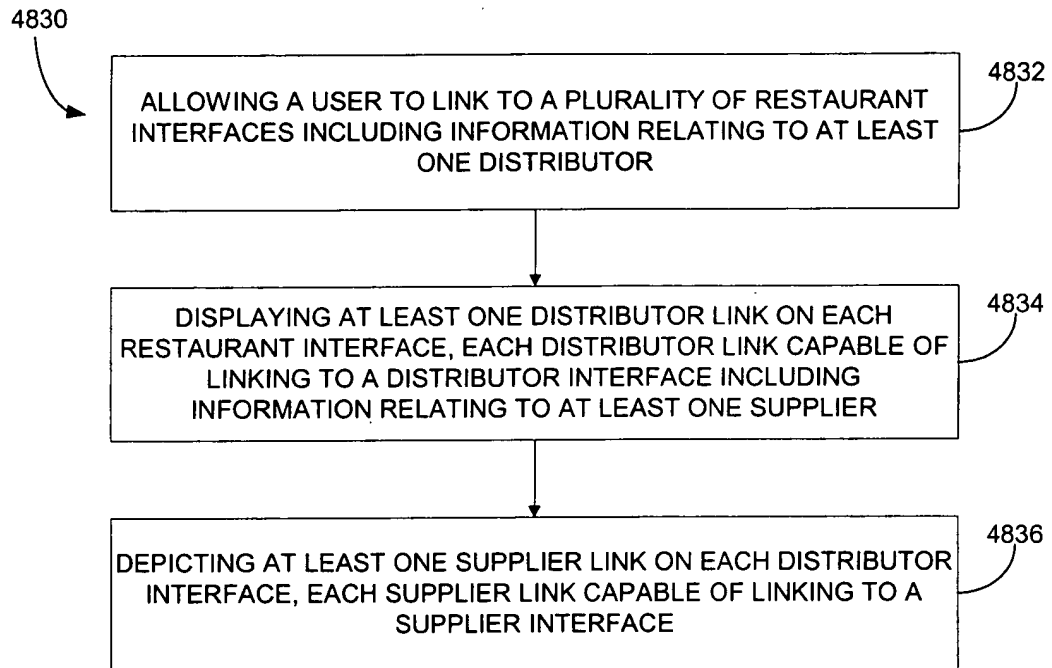 4830
4832
ALLOWING A USER TO LINK TO A PLURALITY OF RESTAURANT
INTERFACES INCLUDING INFORMATION RELATING TO AT LEAST
ONE DISTRIBUTOR
4834
DISPLAYING AT LEAST ONE DISTRIBUTOR LINK ON EACH
RESTAURANT INTERFACE, EACH DISTRIBUTOR LINK CAPABLE OF
LINKING TO A DISTRIBUTOR INTERFACE INCLUDING
INFORMATION RELATING TO AT LEAST ONE SUPPLIER
4836
DEPICTING AT LEAST ONE SUPPLIER LINK ON EACH DISTRIBUTOR
INTERFACE, EACH SUPPLIER LINK CAPABLE OF LINKING TO A
SUPPLIER INTERFACE